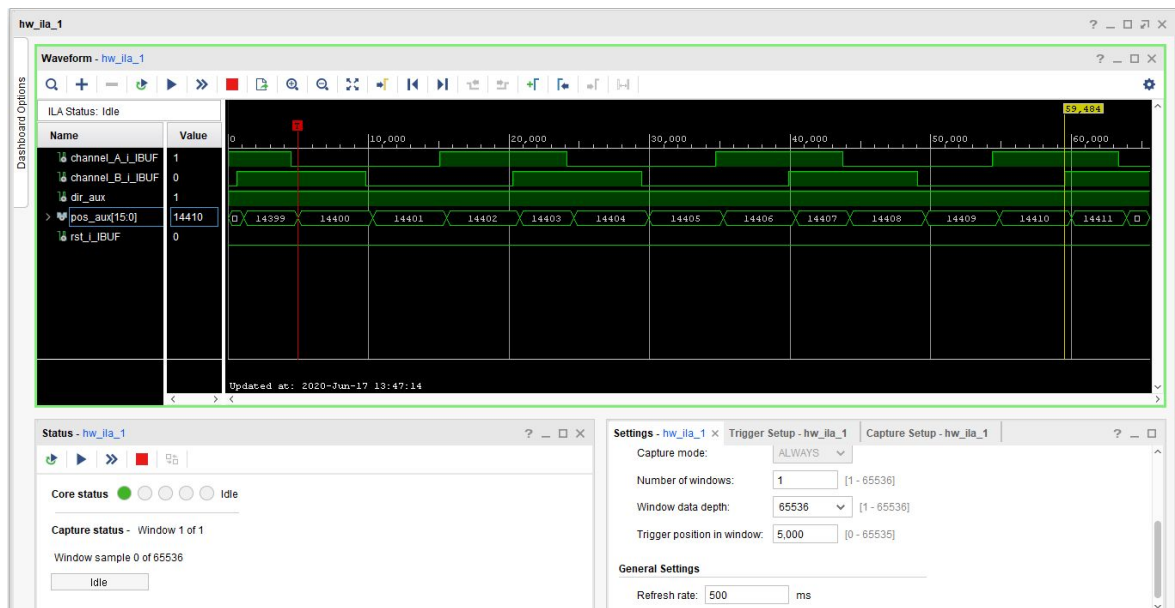 hw_ila_1
Dashboard Options
Waveform - hw_ila_1
ILA Status: Idle
59,484
Name Value
0 10,000 20,000 30,000 40,000 50,000 60,000
T
channel_A_i_IBUF 1
channel_B_i_IBUF 0
dir_aux 1
pos_aux[15:0] 14410 14399 14400 14401 14402 14403 14404 14405 14406 14407 14408 14409 14410 14411
rst_i_IBUF 0
Updated at: 2020-Jun-17 13:47:14
Status - hw_ila_1
Core status Idle
Capture status - Window 1 of 1
Window sample 0 of 65536
Idle
Settings - hw_ila_1 Trigger Setup - hw_ila_1 Capture Setup - hw_ila_1
Capture mode: ALWAYS
Number of windows: 1 [1 - 65536]
Window data depth: 65536 [1 - 65536]
Trigger position in window: 5,000 [0 - 65535]
General Settings
Refresh rate: 500 ms